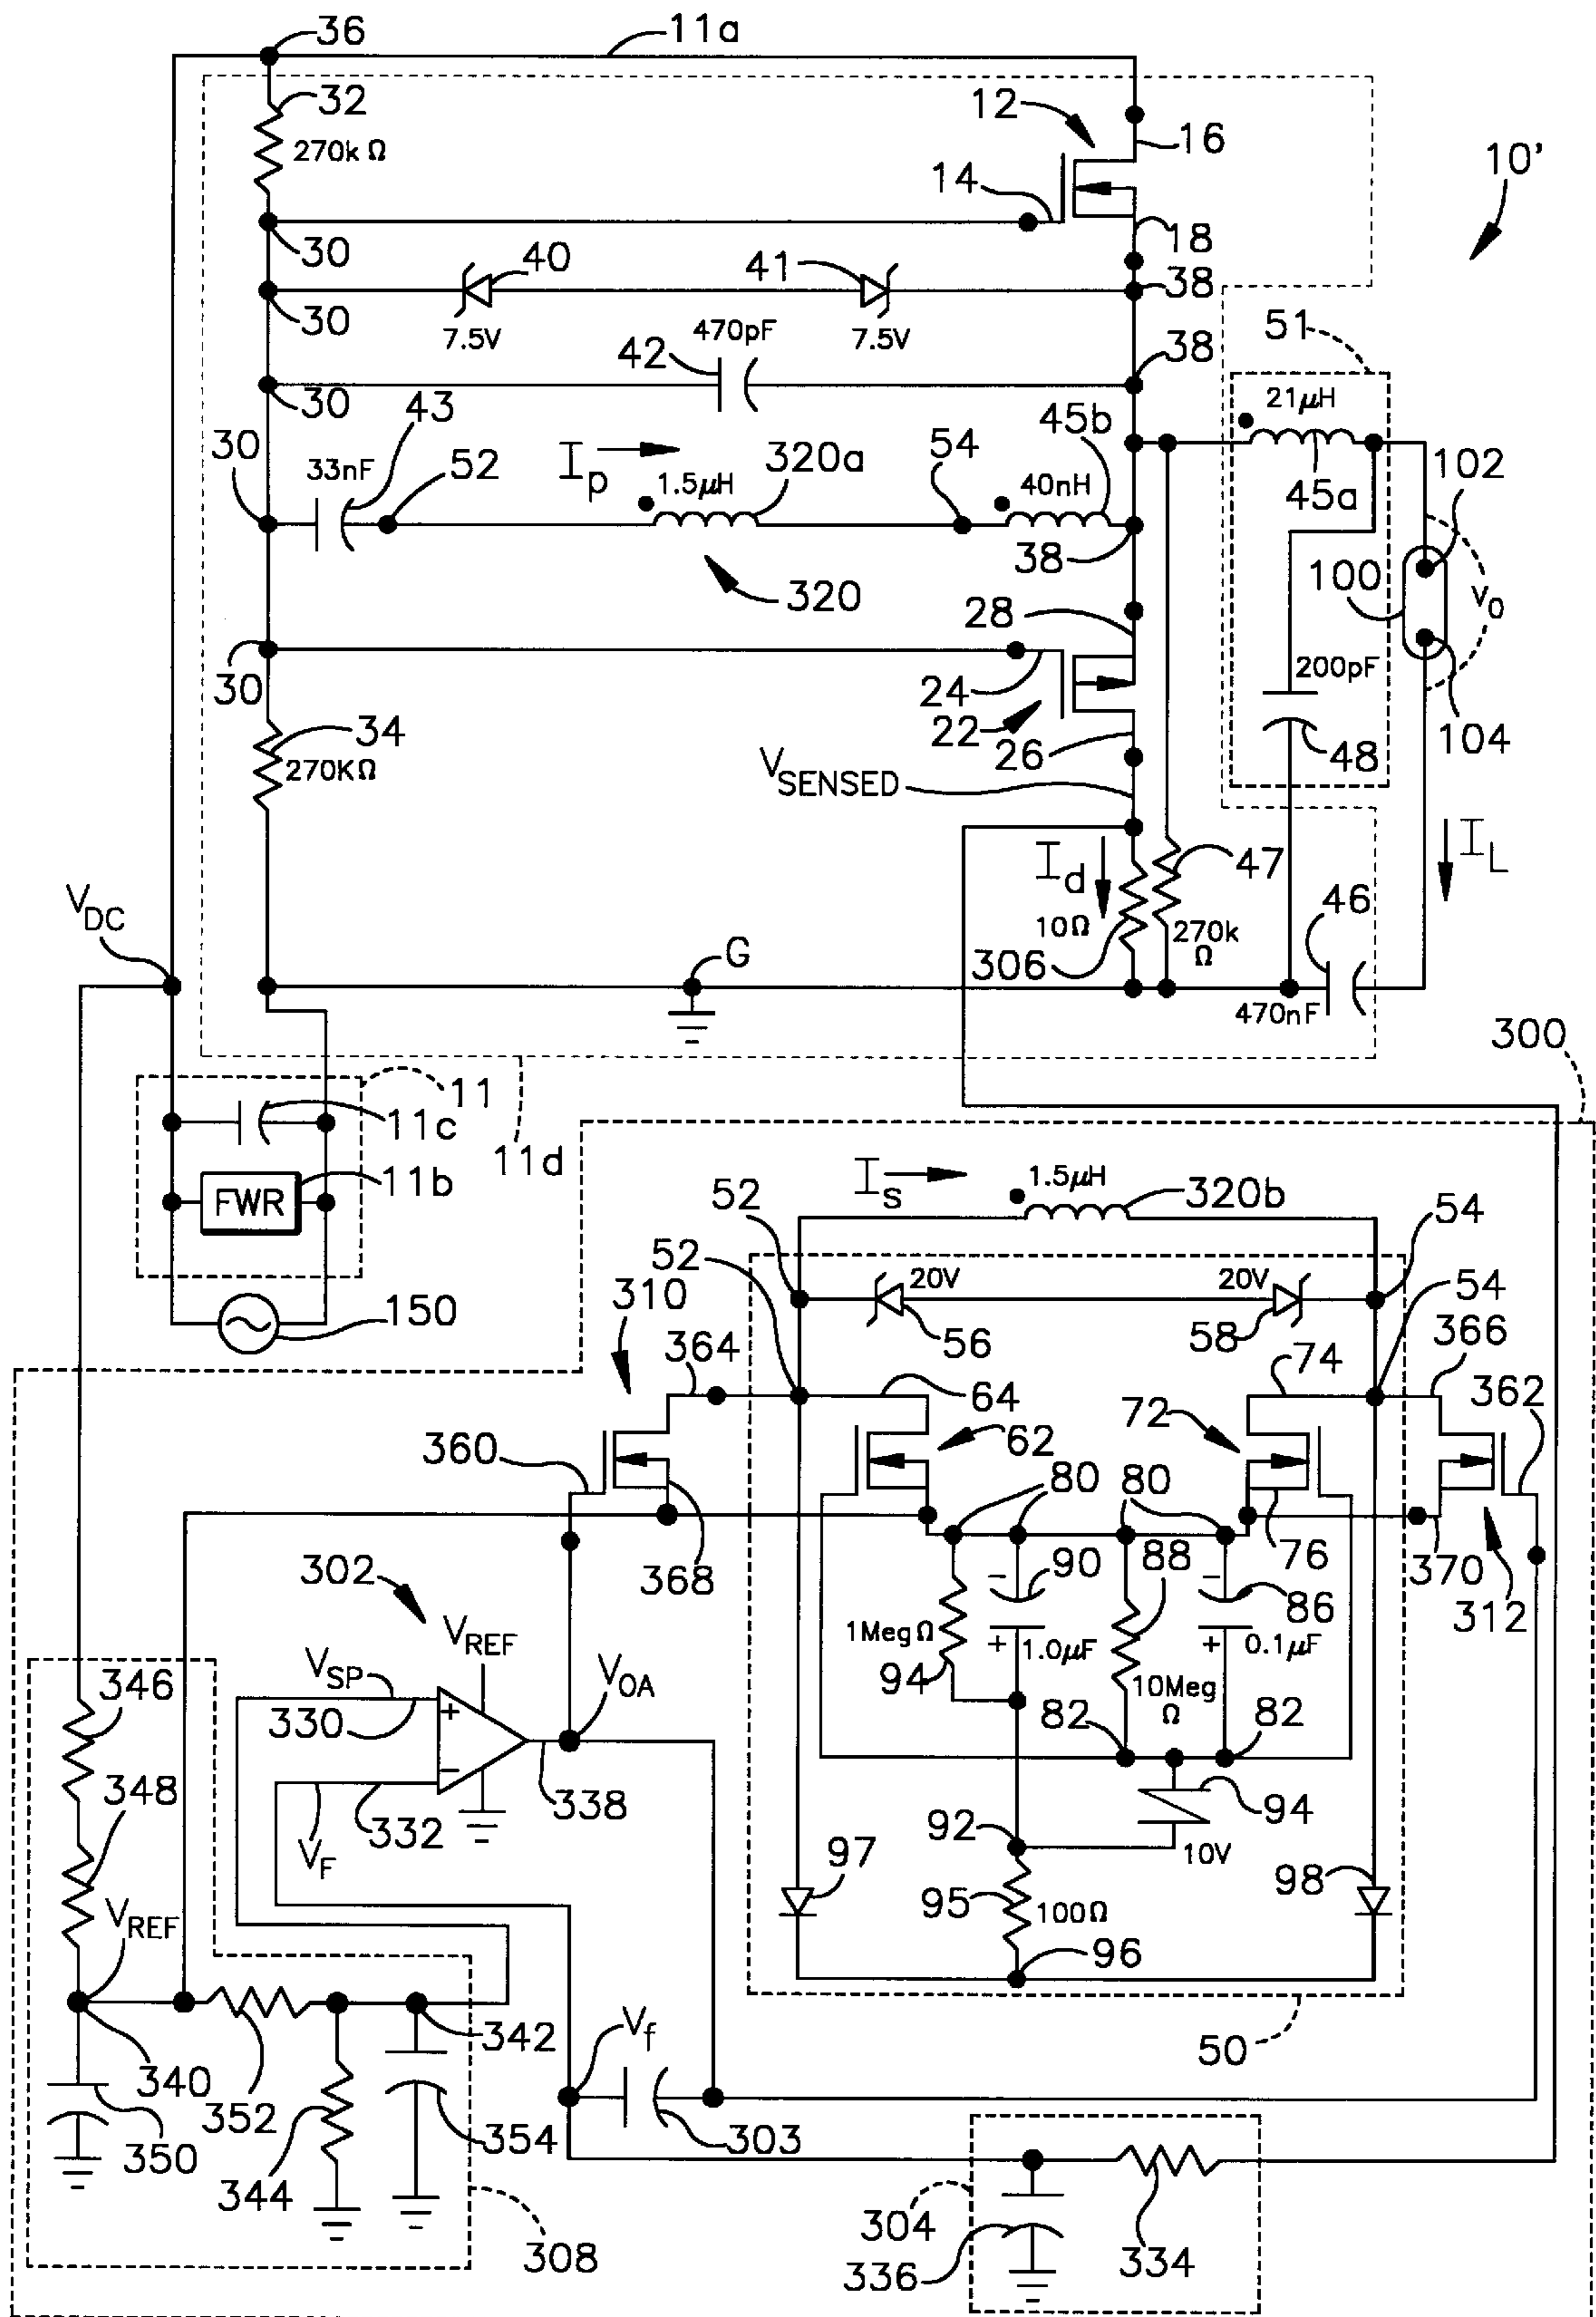 36
11a
32
270k Ω
12
16
10'
14
18
30
40
41
38
30
7.5V
470pF
7.5V
51
42
38
30
43
45b
21μH
30
33nF
52
Ip
1.5μH
320a
54
40nH
45a
102
38
320
100
V0
28
30
24
200pF
34
22
270KΩ
26
48
104
VSENSED
Id
47
IL
VDC
10Ω
46
G
306
270k
Ω
470nF
300
11
11c
11d
11b
FWR
Is
1.5μH
320b
52
54
52
20V
20V
150
310
56
58
54
364
74
366
64
362
72
360
62
80
80
90
88
76
368
370
302
86
312
VREF
1Meg Ω
1.0μF
0.1μF
VSP
VOA
346
94
10Meg
Ω
330
82
82
348
332
338
94
VF
92
10V
97
98
VREF
95
100Ω
96
342
Vf
50
340
352
350
354
303
344
304
308
336
334
+
−
−
−
+
+